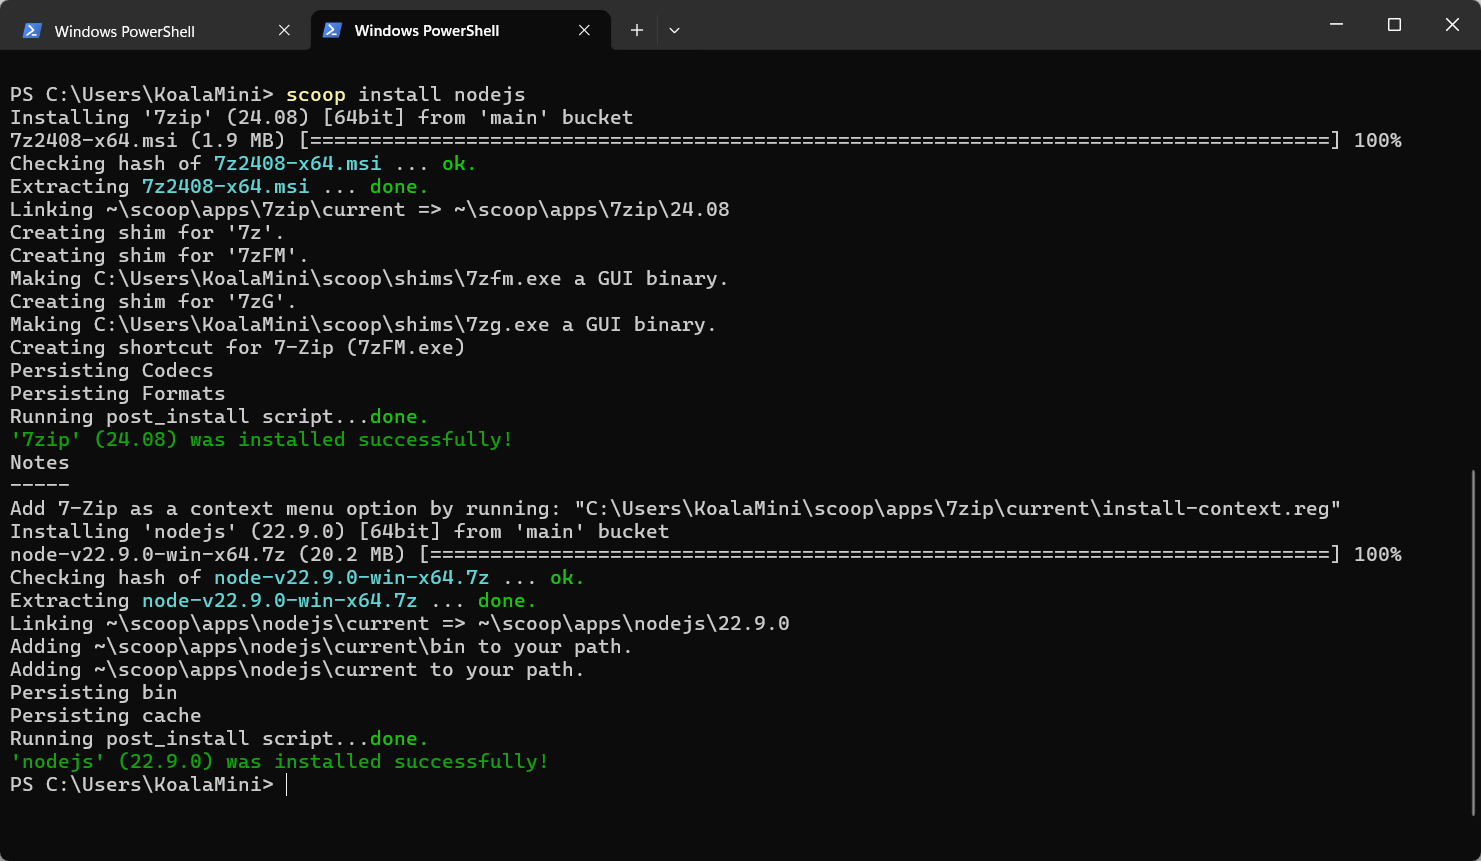 Windows PowerShell
Windows PowerShell
PS C:\Users\KoalaMini> scoop install nodejs
Installing '7zip' (24.08) [64bit] from 'main' bucket
7z2408-x64.msi (1.9 MB) [=====================================================================================] 100%
Checking hash of 7z2408-x64.msi ... ok.
Extracting 7z2408-x64.msi ... done.
Linking ~\scoop\apps\7zip\current => ~\scoop\apps\7zip\24.08
Creating shim for '7z'.
Creating shim for '7zFM'.
Making C:\Users\KoalaMini\scoop\shims\7zfm.exe a GUI binary.
Creating shim for '7zG'.
Making C:\Users\KoalaMini\scoop\shims\7zg.exe a GUI binary.
Creating shortcut for 7-Zip (7zFM.exe)
Persisting Codecs
Persisting Formats
Running post_install script...done.
'7zip' (24.08) was installed successfully!
Notes
-----
Add 7-Zip as a context menu option by running: "C:\Users\KoalaMini\scoop\apps\7zip\current\install-context.reg"
Installing 'nodejs' (22.9.0) [64bit] from 'main' bucket
node-v22.9.0-win-x64.7z (20.2 MB) [===========================================================================] 100%
Checking hash of node-v22.9.0-win-x64.7z ... ok.
Extracting node-v22.9.0-win-x64.7z ... done.
Linking ~\scoop\apps\nodejs\current => ~\scoop\apps\nodejs\22.9.0
Adding ~\scoop\apps\nodejs\current\bin to your path.
Adding ~\scoop\apps\nodejs\current to your path.
Persisting bin
Persisting cache
Running post_install script...done.
'nodejs' (22.9.0) was installed successfully!
PS C:\Users\KoalaMini>